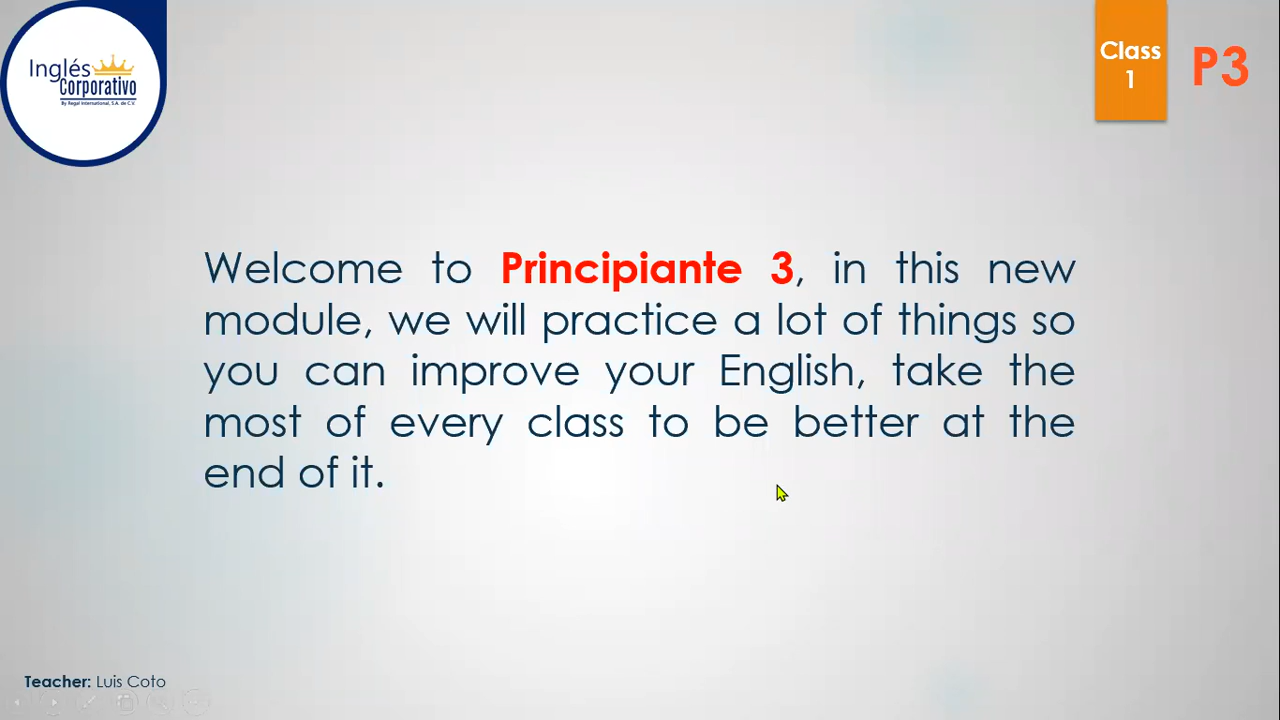 Inglés
Corporativo
By Regal International, S.A. de C.V.
Class
1
P3
Welcome to Principiante 3, in this new
module, we will practice a lot of things so
you can improve your English, take the
most of every class to be better at the
end of it.
Teacher: Luis Coto